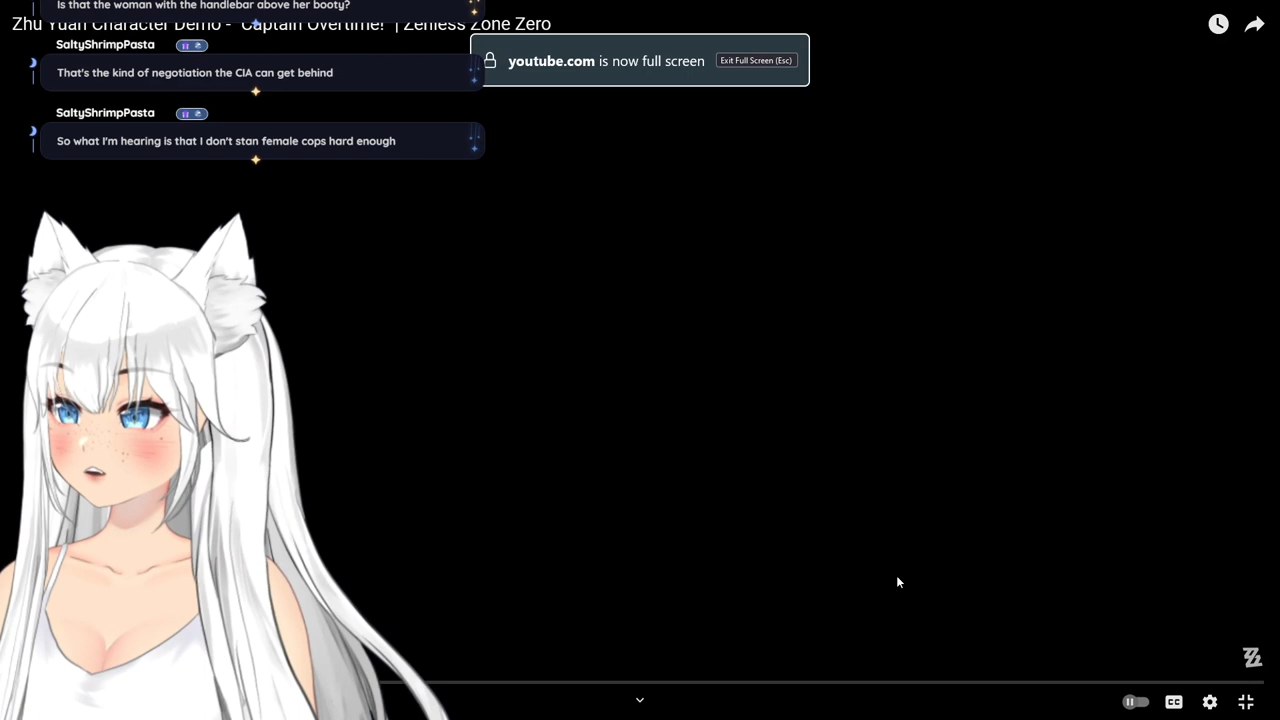 Is that the woman with the handlebar above her booty?
Zhu Yuan Character Demo - "Captain Overtime!" | Zenless Zone Zero
SaltyShrimpPasta
youtube.com is now full screen Exit Full Screen (Esc)
That's the kind of negotiation the CIA can get behind
SaltyShrimpPasta
So what I'm hearing is that I don't stan female cops hard enough
CC